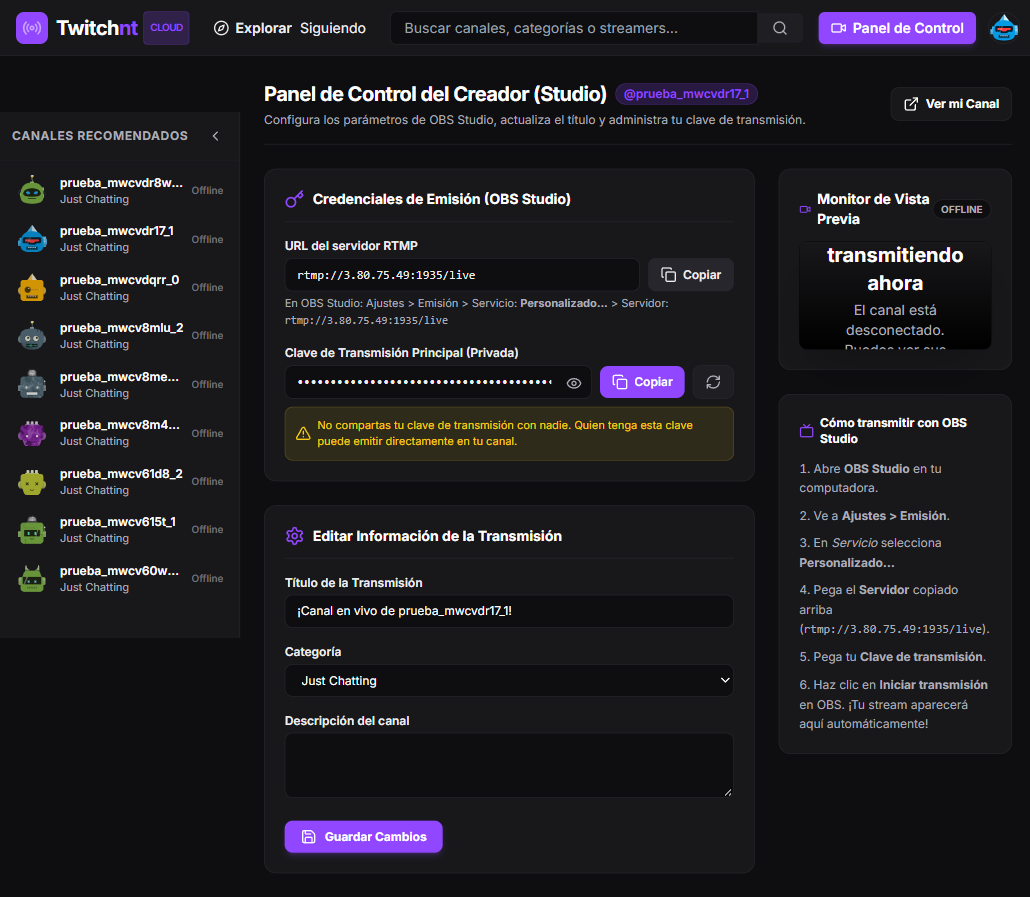 Twitchnt CLOUD Explorar Siguiendo Buscar canales, categorías o streamers... Panel de Control
Panel de Control del Creador (Studio) @prueba_mwcvdr17_1
Configura los parámetros de OBS Studio, actualiza el título y administra tu clave de transmisión.
Ver mi Canal
CANALES RECOMENDADOS
prueba_mwcvdr8w...
Just Chatting
Offline
prueba_mwcvdr17_1
Just Chatting
Offline
prueba_mwcvdqrr_0
Just Chatting
Offline
prueba_mwcv8mlu_2
Just Chatting
Offline
prueba_mwcv8me...
Just Chatting
Offline
prueba_mwcv8m4...
Just Chatting
Offline
prueba_mwcv61d8_2
Just Chatting
Offline
prueba_mwcv615t_1
Just Chatting
Offline
prueba_mwcv60w...
Just Chatting
Offline
Credenciales de Emisión (OBS Studio)
URL del servidor RTMP
rtmp://3.80.75.49:1935/live
Copiar
En OBS Studio: Ajustes > Emisión > Servicio: Personalizado... > Servidor:
rtmp://3.80.75.49:1935/live
Clave de Transmisión Principal (Privada)
Copiar
No compartas tu clave de transmisión con nadie. Quien tenga esta clave
puede emitir directamente en tu canal.
Editar Información de la Transmisión
Título de la Transmisión
¡Canal en vivo de prueba_mwcvdr17_1!
Categoría
Just Chatting
Descripción del canal
Guardar Cambios
Monitor de Vista
Previa
OFFLINE
transmitiendo
ahora
El canal está
desconectado.
Puedes ver sus
Cómo transmitir con OBS
Studio
1. Abre OBS Studio en tu
computadora.
2. Ve a Ajustes > Emisión.
3. En Servicio selecciona
Personalizado...
4. Pega el Servidor copiado
arriba
(rtmp://3.80.75.49:1935/live).
5. Pega tu Clave de transmisión.
6. Haz clic en Iniciar transmisión
en OBS. ¡Tu stream aparecerá
aquí automáticamente!